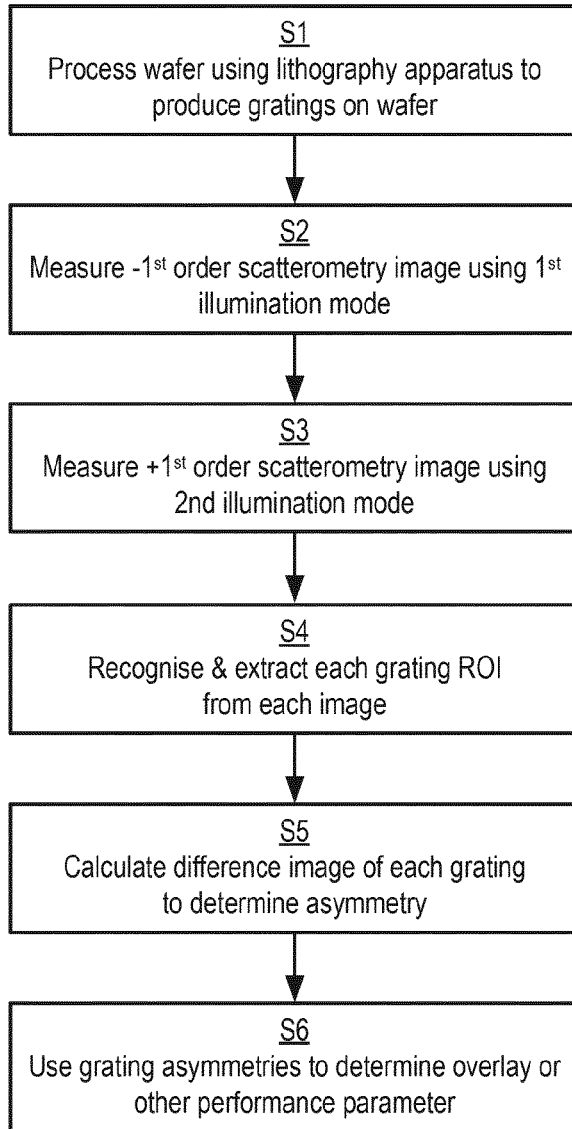 S1
Process wafer using lithography apparatus to
produce gratings on wafer
S2
Measure -1st order scatterometry image using 1st
illumination mode
S3
Measure +1st order scatterometry image using
2nd illumination mode
S4
Recognise & extract each grating ROI
from each image
S5
Calculate difference image of each grating
to determine asymmetry
S6
Use grating asymmetries to determine overlay or
other performance parameter